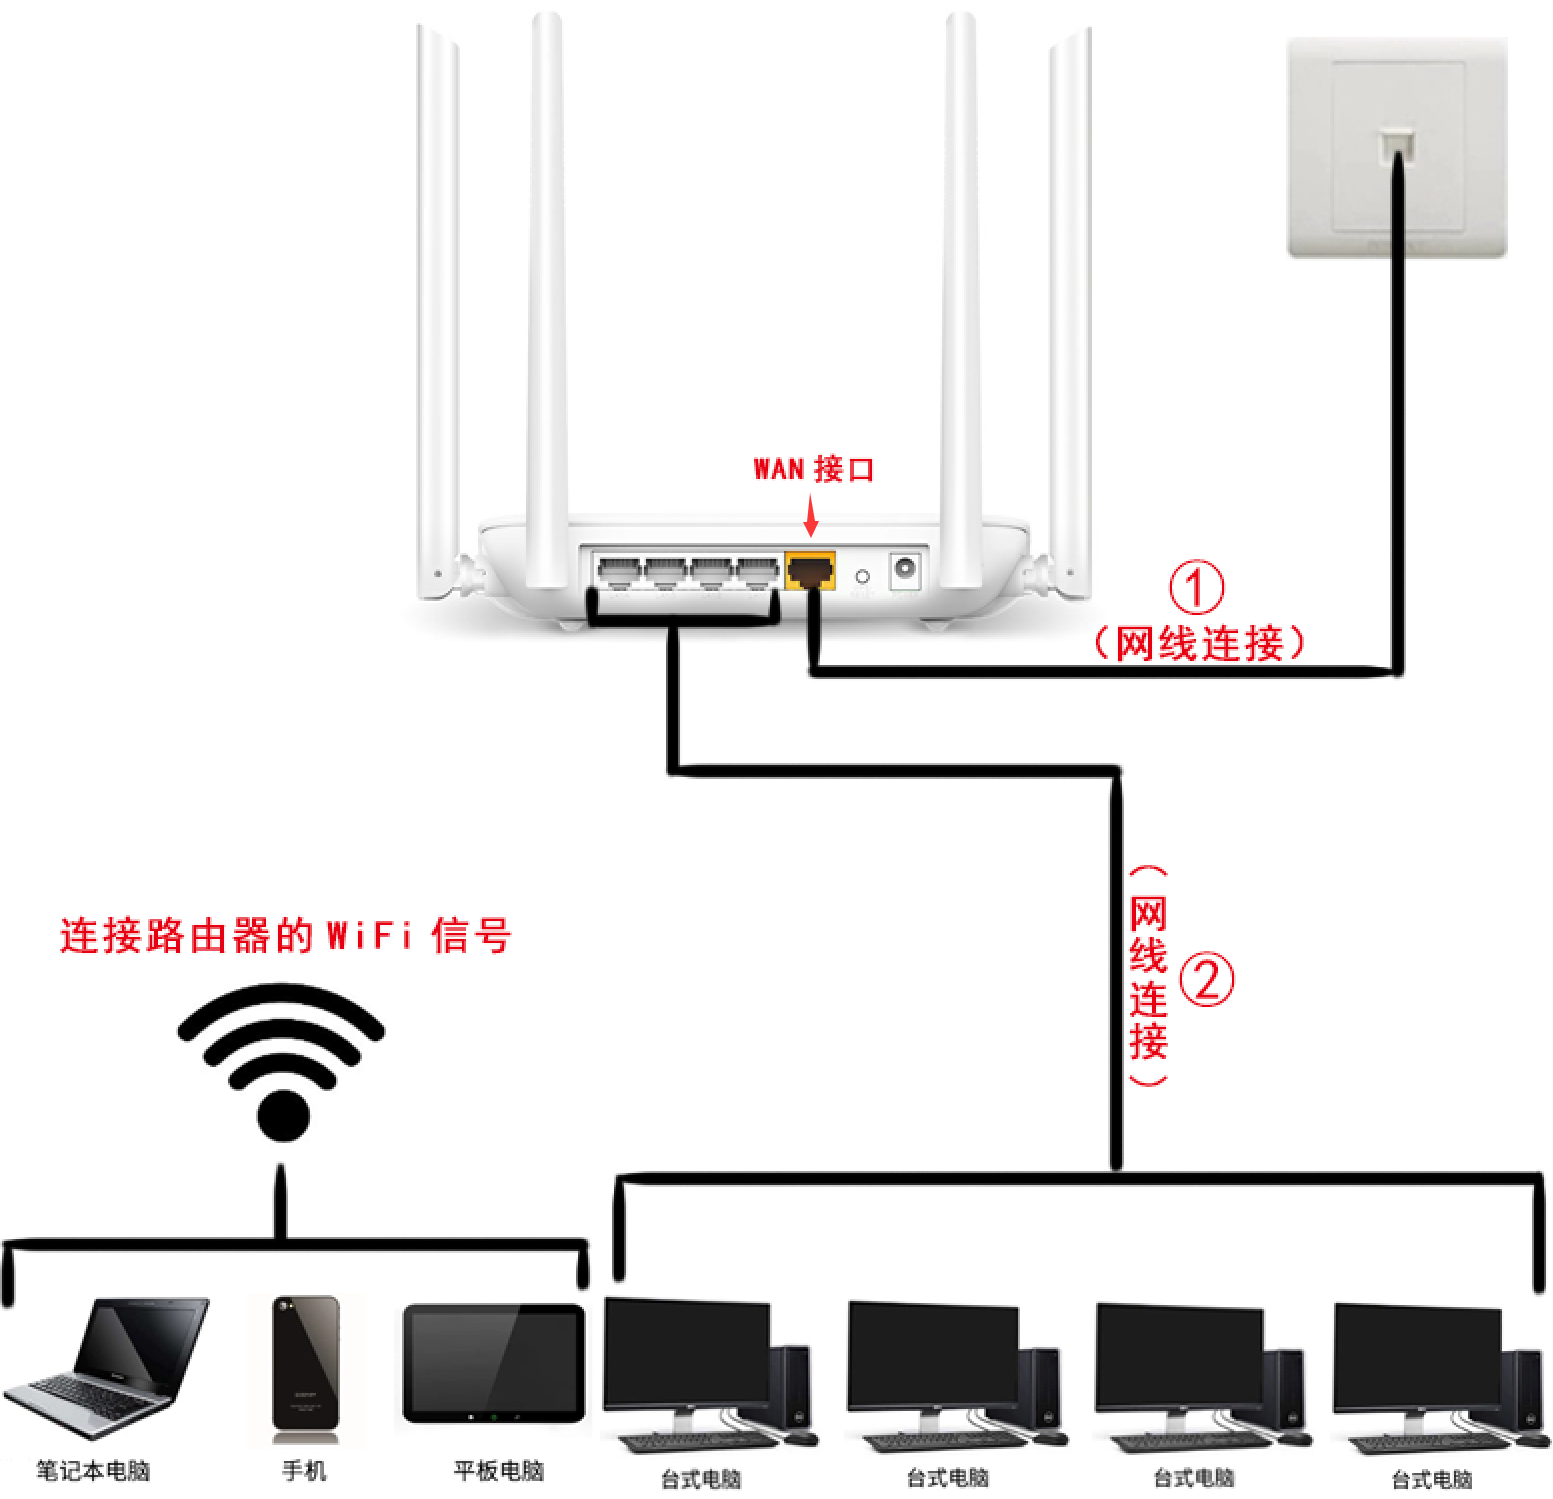 WAN 接口
①
（网线连接）
连接路由器的 WiFi 信号
（网线连接）
②
笔记本电脑
手机
平板电脑
台式电脑
台式电脑
台式电脑
台式电脑